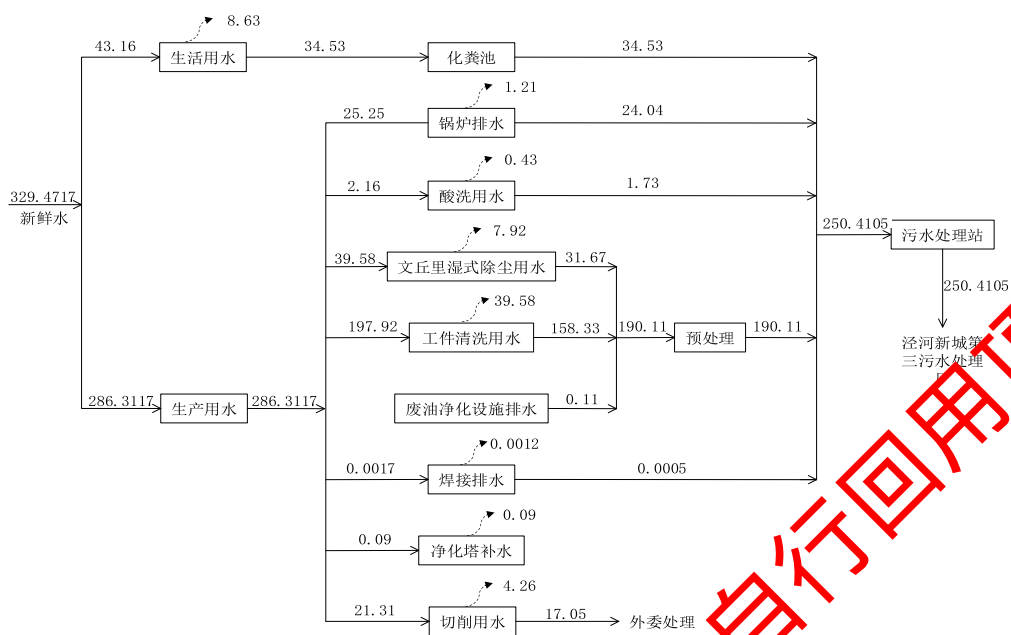 8.63
43.16
生活用水
34.53
化粪池
34.53
1.21
25.25
锅炉排水
24.04
0.43
2.16
酸洗用水
1.73
329.4717
新鲜水
7.92
39.58
文丘里湿式除尘用水
31.67
250.4105
污水处理站
250.4105
39.58
197.92
工件清洗用水
158.33
190.11
预处理
190.11
泾河新城第
三污水处理
286.3117
生产用水
286.3117
废油净化设施排水
0.11
0.0012
0.0017
焊接排水
0.0005
0.09
0.09
净化塔补水
4.26
21.31
切削用水
17.05
外委处理
自行回用